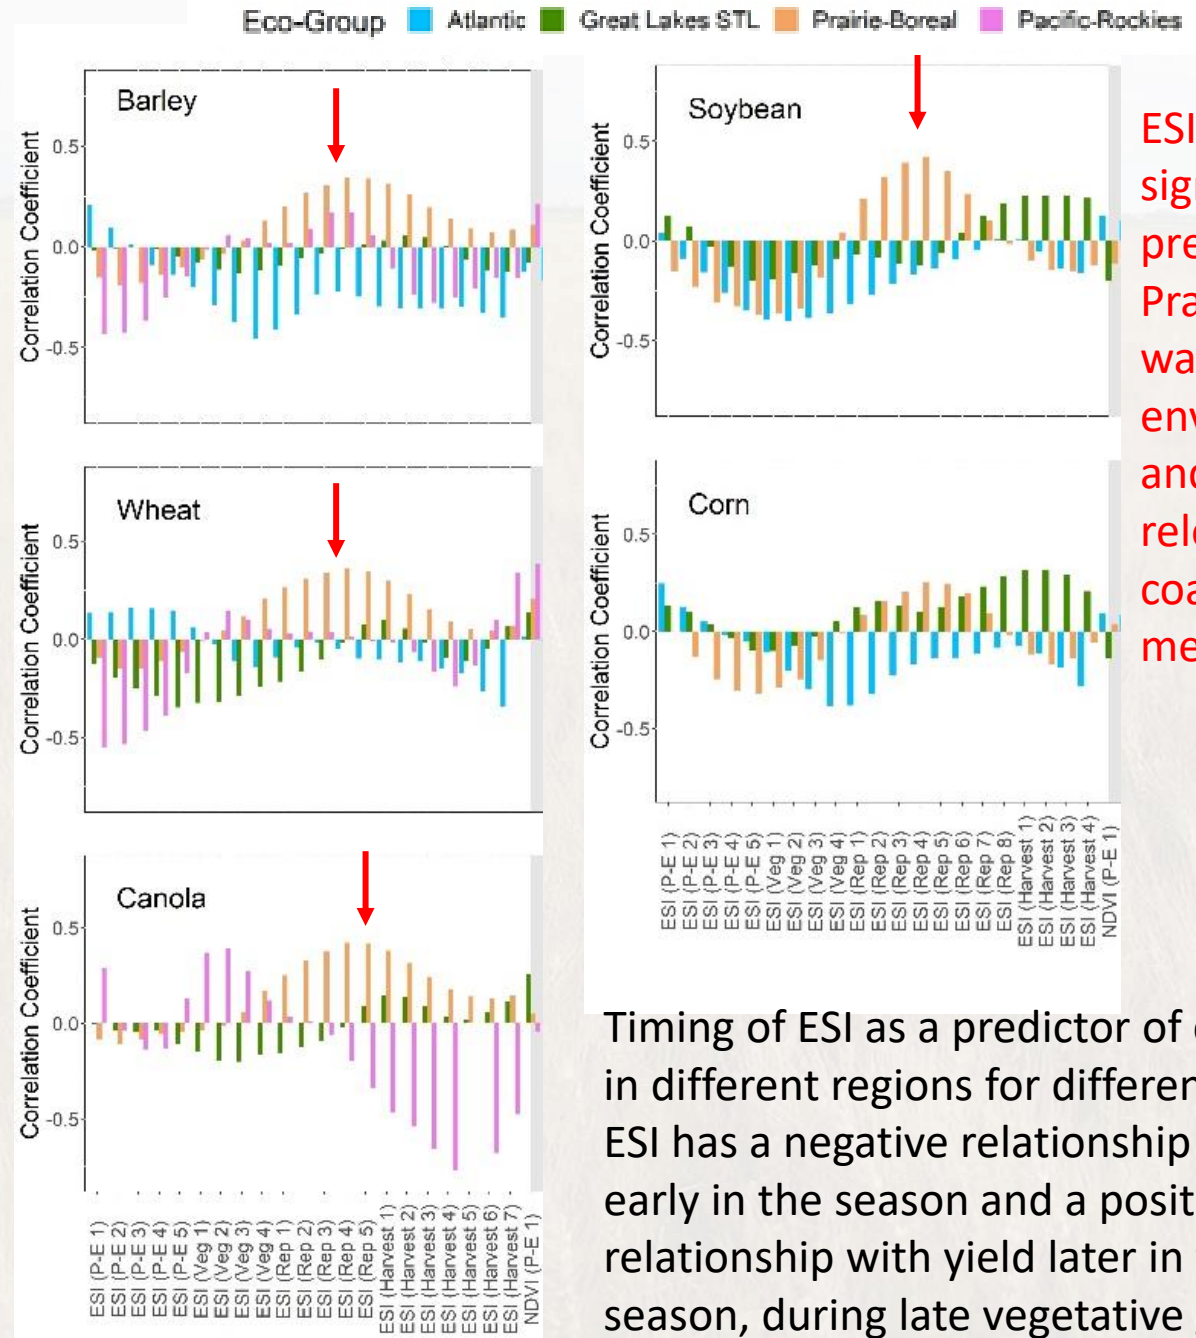 Eco-Group Atlantic Great Lakes STL Prairie-Boreal Pacific-Rockies
Barley
Correlation Coefficient
0.5
0.0
-0.5
Wheat
Correlation Coefficient
0.5
0.0
-0.5
Canola
Correlation Coefficient
0.5
0.0
-0.5
ESI (P-E 1)
ESI (P-E 2)
ESI (P-E 3)
ESI (P-E 4)
ESI (P-E 5)
ESI (Veg 1)
ESI (Veg 2)
ESI (Veg 3)
ESI (Veg 4)
ESI (Rep 1)
ESI (Rep 2)
ESI (Rep 3)
ESI (Rep 4)
ESI (Rep 5)
ESI (Harvest 1)
ESI (Harvest 2)
ESI (Harvest 3)
ESI (Harvest 4)
ESI (Harvest 5)
ESI (Harvest 6)
ESI (Harvest 7)
NDVI (P-E 1)
Soybean
Correlation Coefficient
0.5
0.0
-0.5
Corn
Correlation Coefficient
0.5
0.0
-0.5
ESI (P-E 1)
ESI (P-E 2)
ESI (P-E 3)
ESI (P-E 4)
ESI (P-E 5)
ESI (Veg 1)
ESI (Veg 2)
ESI (Veg 3)
ESI (Veg 4)
ESI (Rep 1)
ESI (Rep 2)
ESI (Rep 3)
ESI (Rep 4)
ESI (Rep 5)
ESI (Rep 6)
ESI (Rep 7)
ESI (Rep 8)
ESI (Harvest 1)
ESI (Harvest 2)
ESI (Harvest 3)
ESI (Harvest 4)
NDVI (P-E 1)
ESI
sig
pre
Pra
wa
env
and
rel
coa
me
Timing of ESI as a predictor of
in different regions for differen
ESI has a negative relationship
early in the season and a posit
relationship with yield later in
season, during late vegetative